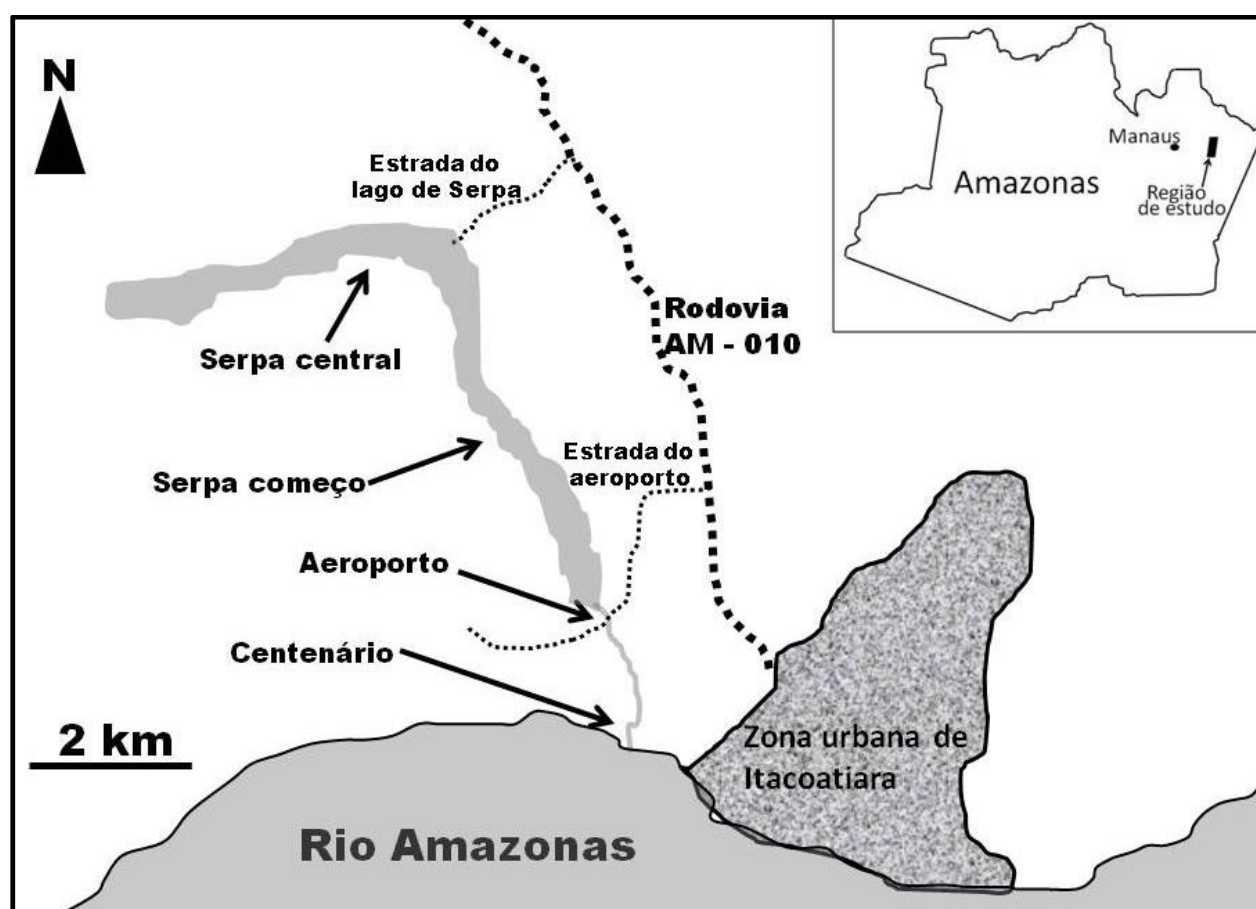 N
Estrada do
lago de Serpa
Manaus
Amazonas
Região
de estudo
Rodovia
AM - 010
Serpa central
Estrada do
aeroporto
Serpa começo
Aeroporto
Centenário
2 km
Zona urbana de
Itacoatiara
Rio Amazonas